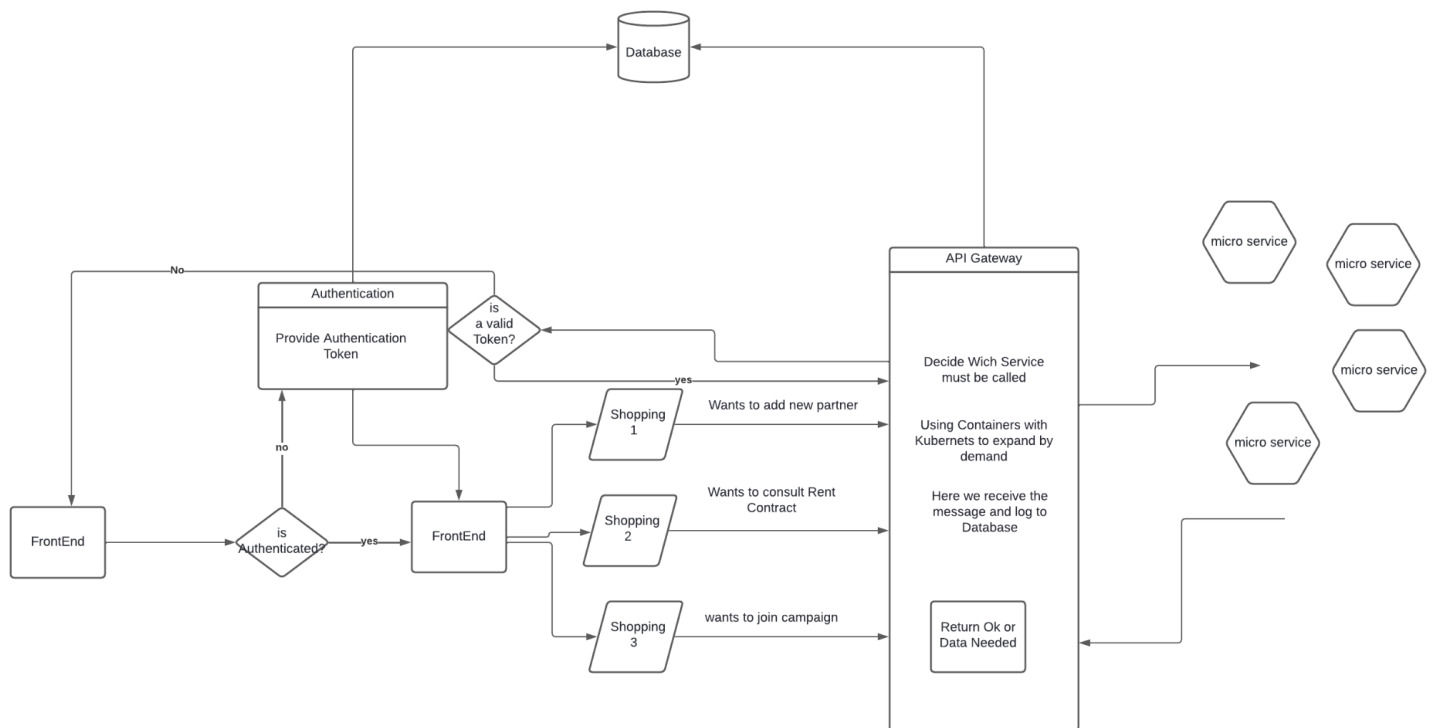 Database
No
Authentication
Provide Authentication
Token
is
a valid
Token?
yes
API Gateway
Decide Wich Service
must be called
Using Containers with
Kubernets to expand by
demand
Here we receive the
message and log to
Database
Return Ok or
Data Needed
micro service
micro service
micro service
micro service
Shopping
1
Wants to add new partner
Shopping
2
Wants to consult Rent
Contract
Shopping
3
wants to join campaign
no
FrontEnd
is
Authenticated?
yes
FrontEnd